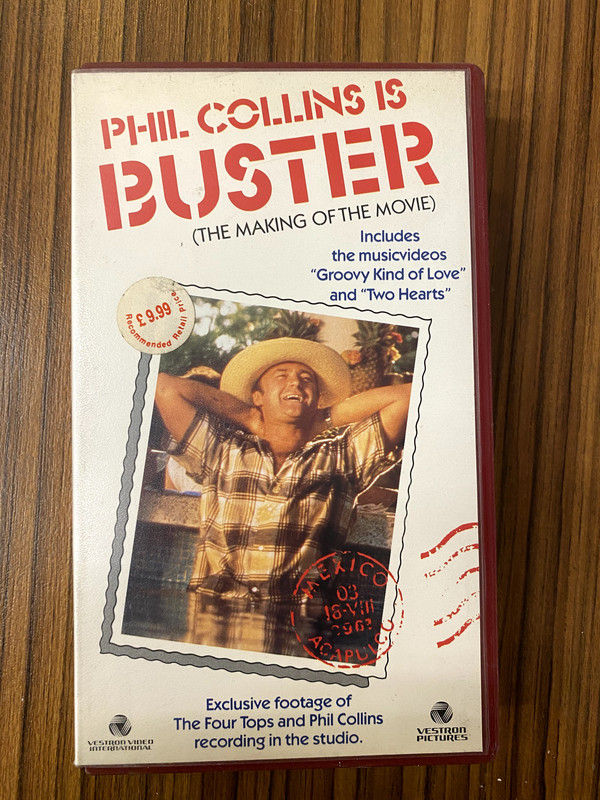 PHIL COLLINS IS
BUSTER
(THE MAKING OF THE MOVIE)
Includes
the musicvideos
“Groovy Kind of Love”
and “Two Hearts”
£9.99
Recommended Retail Price
MEXICO
03
18-VIII
ACAPULCO
Exclusive footage of
The Four Tops and Phil Collins
recording in the studio.
VESTRON VIDEO
INTERNATIONAL
VESTRON
PICTURES